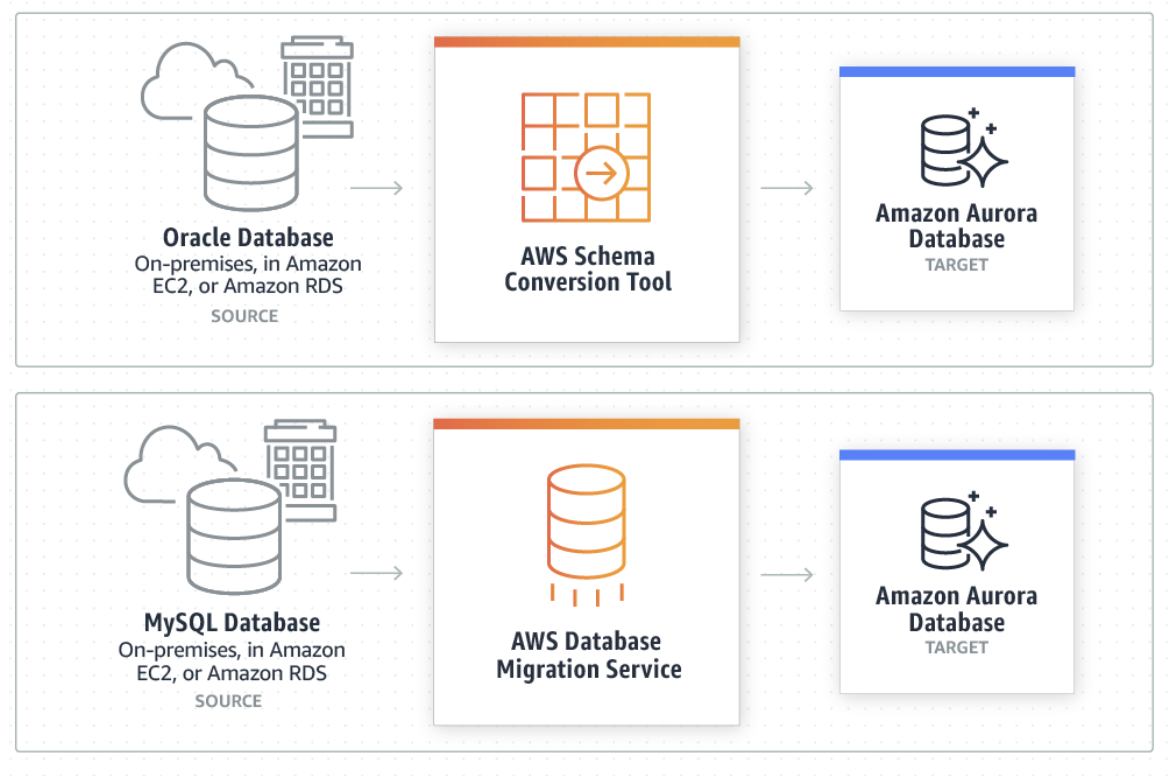 Oracle Database
On-premises, in Amazon
EC2, or Amazon RDS
SOURCE
AWS Schema
Conversion Tool
Amazon Aurora
Database
TARGET
MySQL Database
On-premises, in Amazon
EC2, or Amazon RDS
SOURCE
AWS Database
Migration Service
Amazon Aurora
Database
TARGET